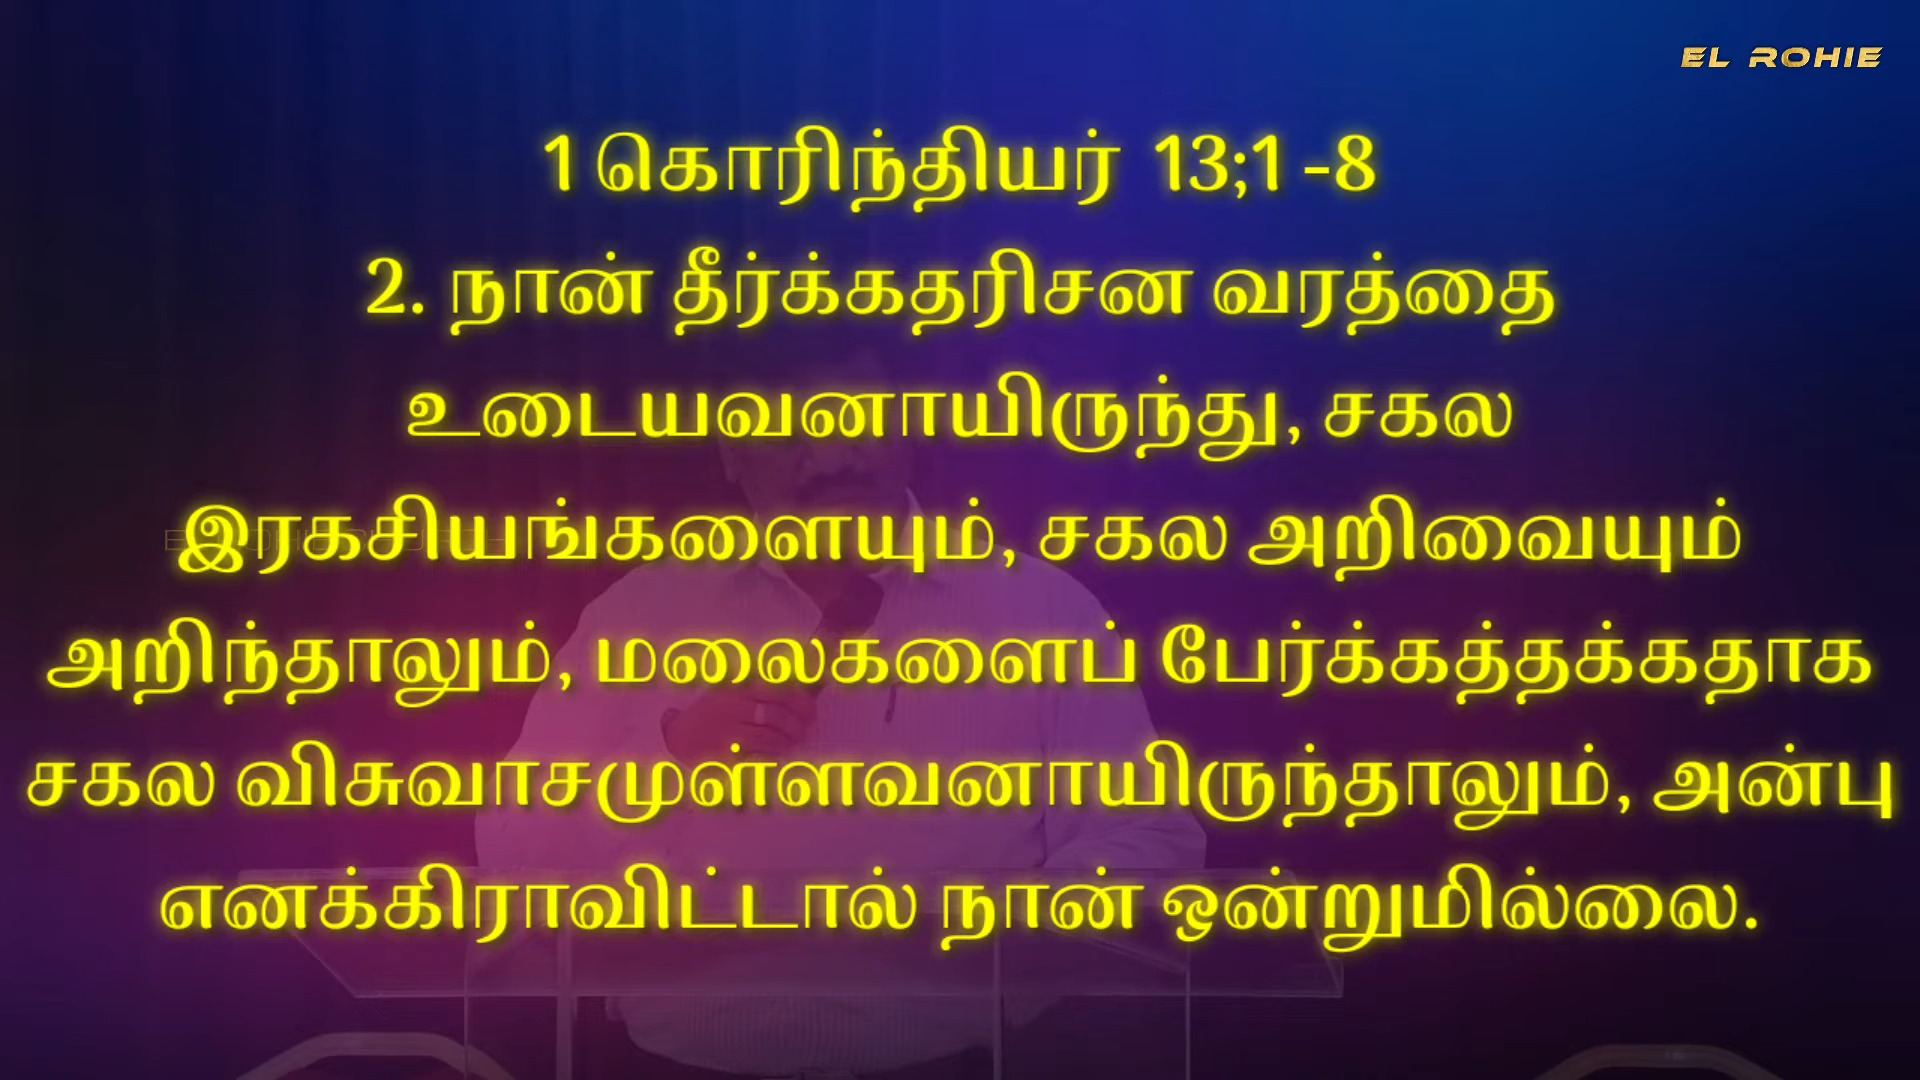 EL ROHIE
1 கொரிந்தியர் 13;1 -8
2. நான் தீர்க்கதரிசன வரத்தை
உடையவனாயிருந்து, சகல
இரகசியங்களையும், சகல அறிவையும்
அறிந்தாலும், மலைகளைப் பேர்க்கத்தக்கதாக
சகல விசுவாசமுள்ளவனாயிருந்தாலும், அன்பு
எனக்கிராவிட்டால் நான் ஒன்றுமில்லை.